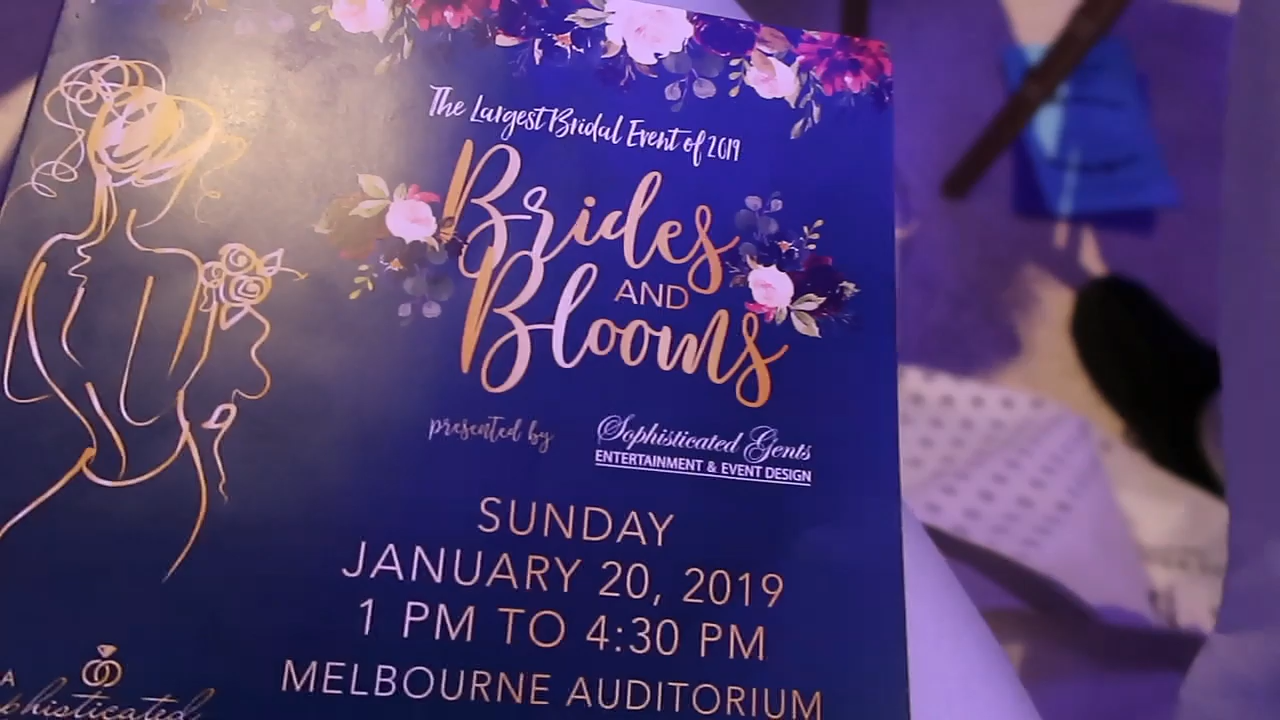 The Largest Bridal Event of 2019
Brides
AND
Blooms
presented by
Sophisticated Gents
ENTERTAINMENT & EVENT DESIGN
SUNDAY
JANUARY 20, 2019
1 PM TO 4:30 PM
MELBOURNE AUDITORIUM
A
phisticated